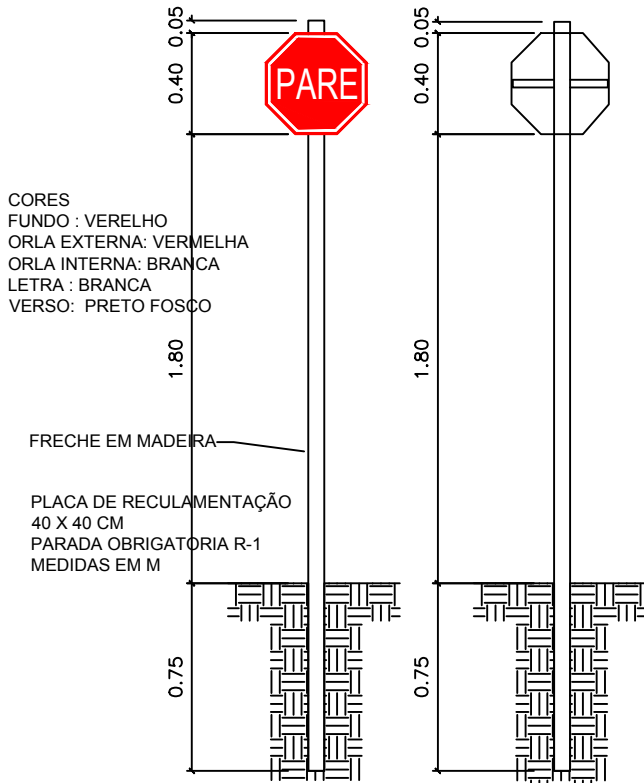 0.05
0.05
0.40
0.40
PARE
CORES
FUNDO : VERELHO
ORLA EXTERNA: VERMELHA
ORLA INTERNA: BRANCA
LETRA : BRANCA
VERSO: PRETO FOSCO
1.80
1.80
FRECHE EM MADEIRA
PLACA DE RECULAMENTAÇÃO
40 X 40 CM
PARADA OBRIGATORIA R-1
MEDIDAS EM M
0.75
0.75